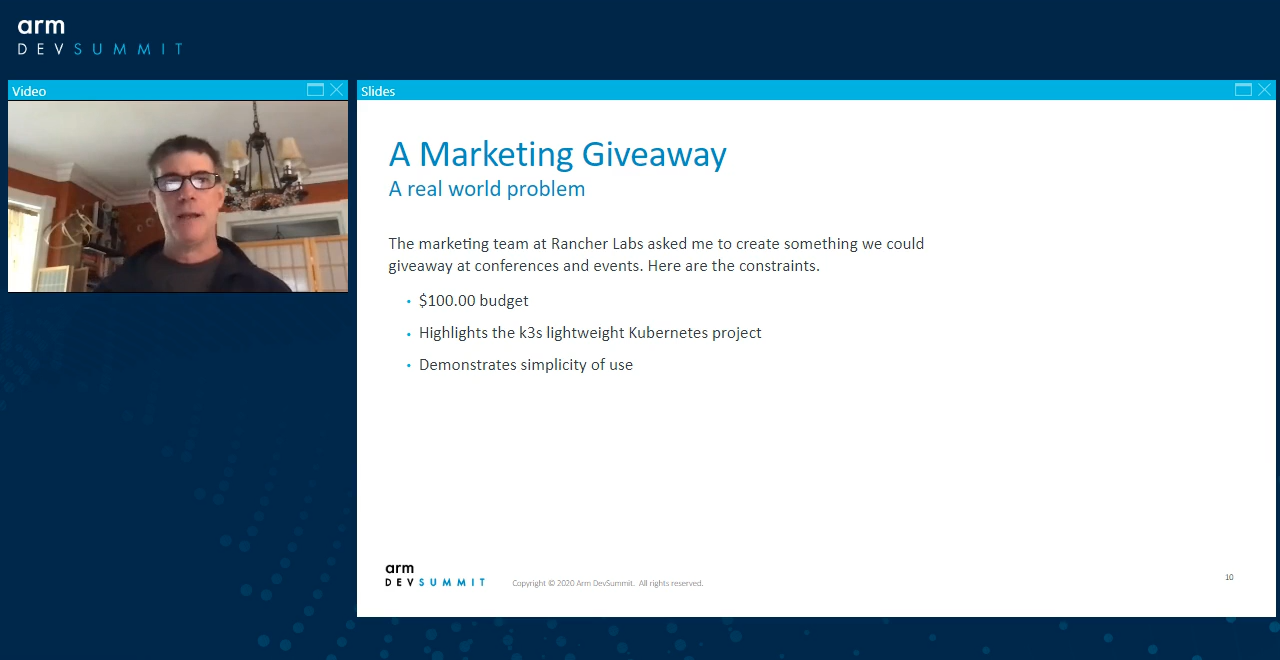 arm
DEVSUMMIT
Video
Slides
A Marketing Giveaway
A real world problem
The marketing team at Rancher Labs asked me to create something we could
giveaway at conferences and events. Here are the constraints.
• $100.00 budget
• Highlights the k3s lightweight Kubernetes project
• Demonstrates simplicity of use
arm
DEVSUMMIT
Copyright © 2020 Arm DevSummit. All rights reserved.
10